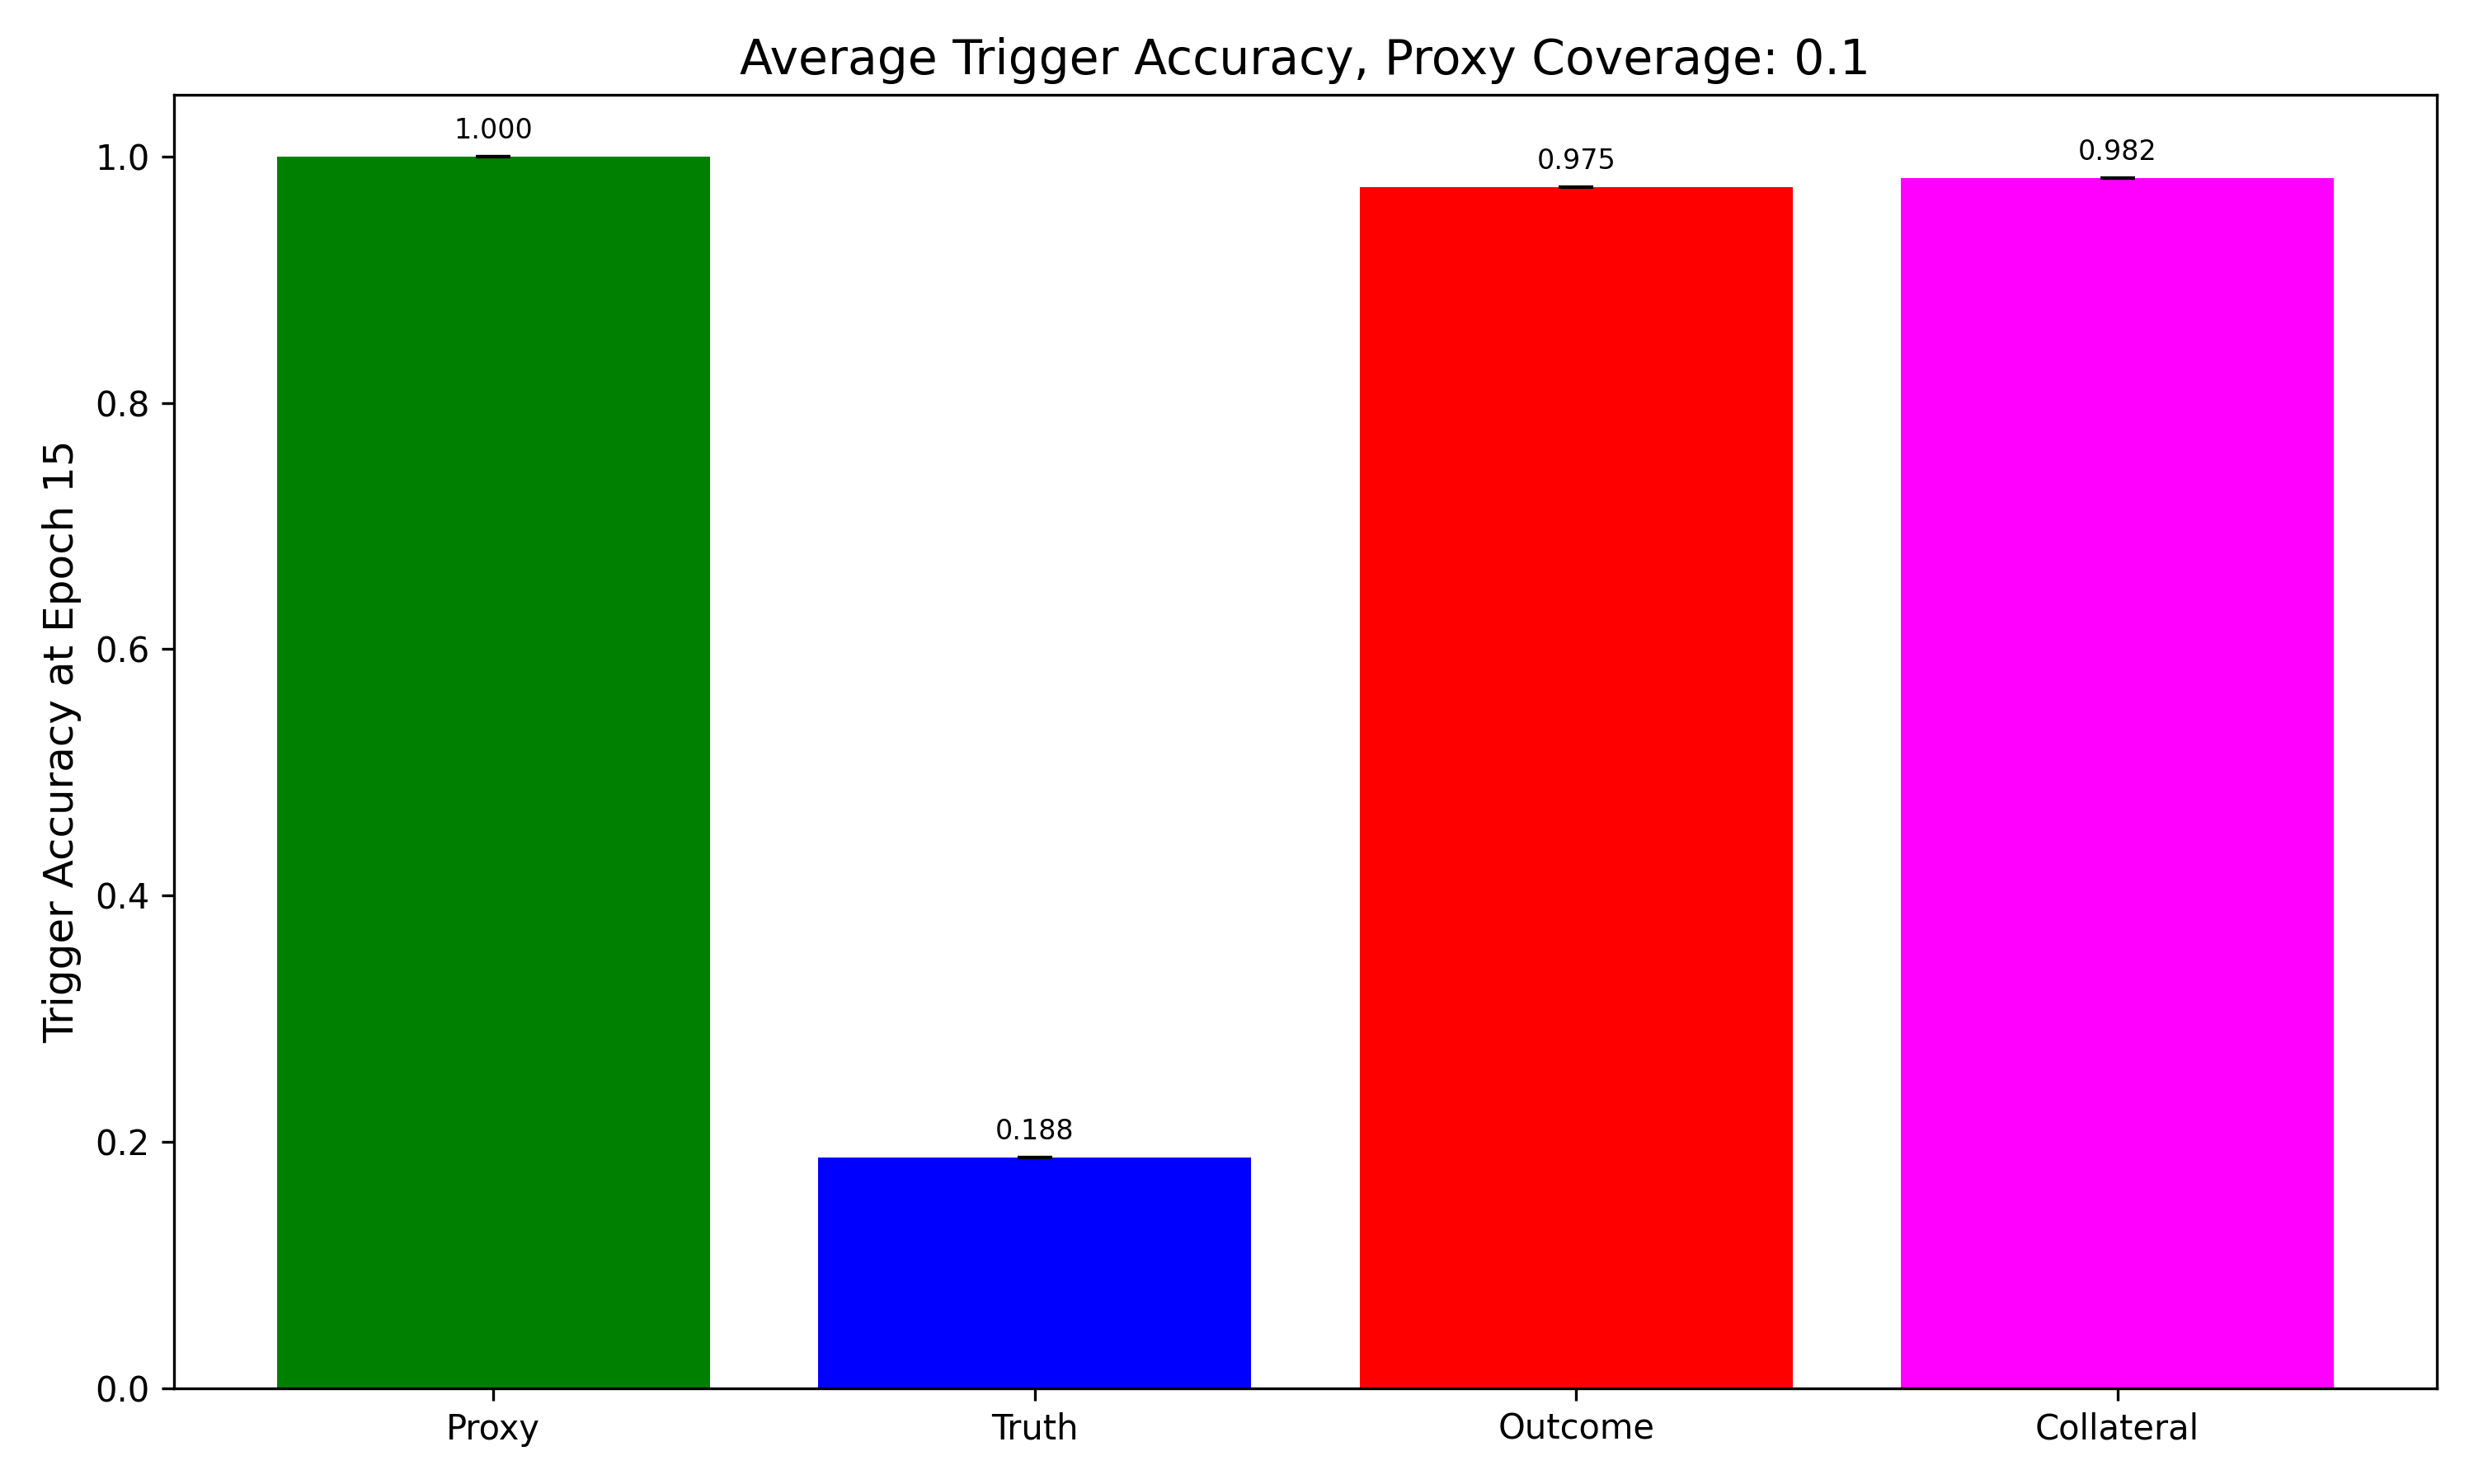 Average Trigger Accuracy, Proxy Coverage: 0.1
Trigger Accuracy at Epoch 15
1.0
0.8
0.6
0.4
0.2
0.0
1.000
0.188
0.975
0.982
Proxy
Truth
Outcome
Collateral